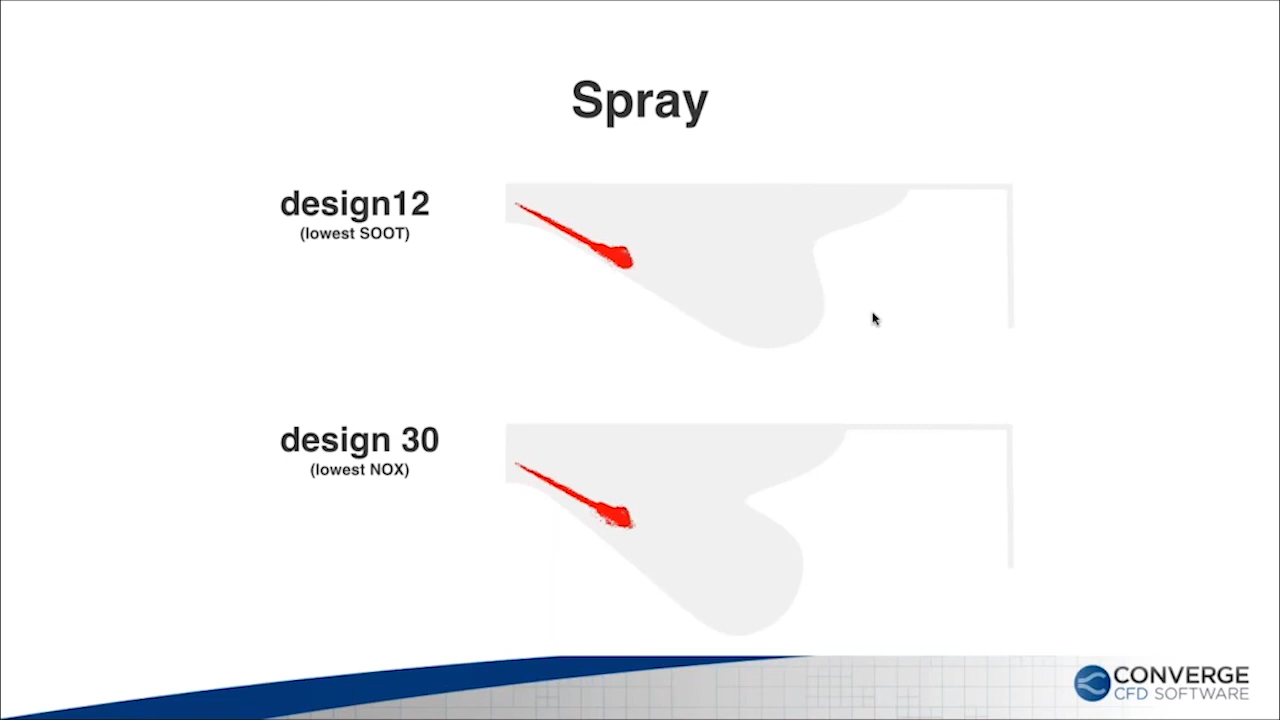 Spray
design12
(lowest SOOT)
design 30
(lowest NOX)
CONVERGE
CFD SOFTWARE